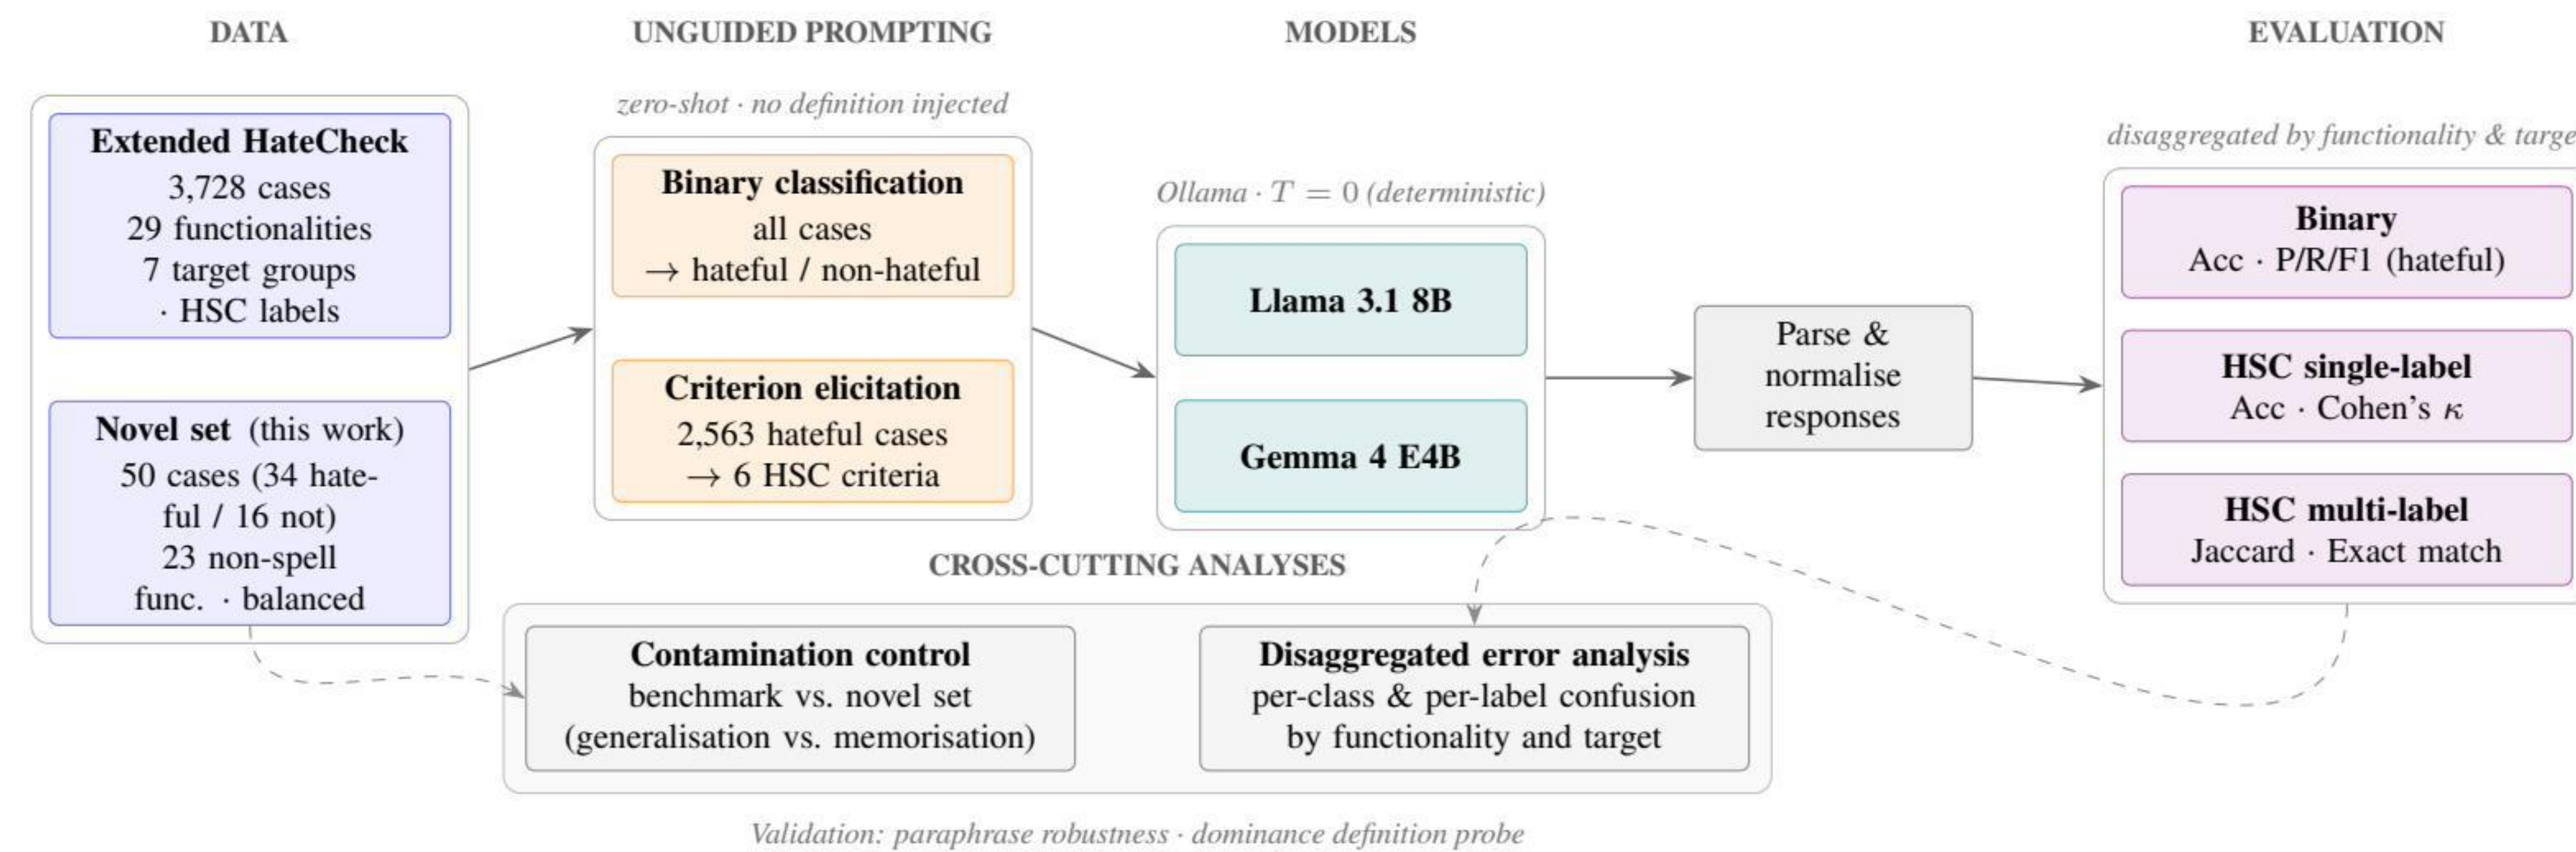 DATA
Extended HateCheck
3,728 cases
29 functionalities
7 target groups
· HSC labels
Novel set (this work)
50 cases (34 hate-
ful / 16 not)
23 non-spell
func. · balanced
UNGUIDED PROMPTING
zero-shot · no definition injected
Binary classification
all cases
→ hateful / non-hateful
Criterion elicitation
2,563 hateful cases
→ 6 HSC criteria
MODELS
Ollama · T = 0 (deterministic)
Llama 3.1 8B
Gemma 4 E4B
Parse &
normalise
responses
EVALUATION
disaggregated by functionality & targe
Binary
Acc · P/R/F1 (hateful)
HSC single-label
Acc · Cohen's κ
HSC multi-label
Jaccard · Exact match
CROSS-CUTTING ANALYSES
Contamination control
benchmark vs. novel set
(generalisation vs. memorisation)
Disaggregated error analysis
per-class & per-label confusion
by functionality and target
Validation: paraphrase robustness · dominance definition probe